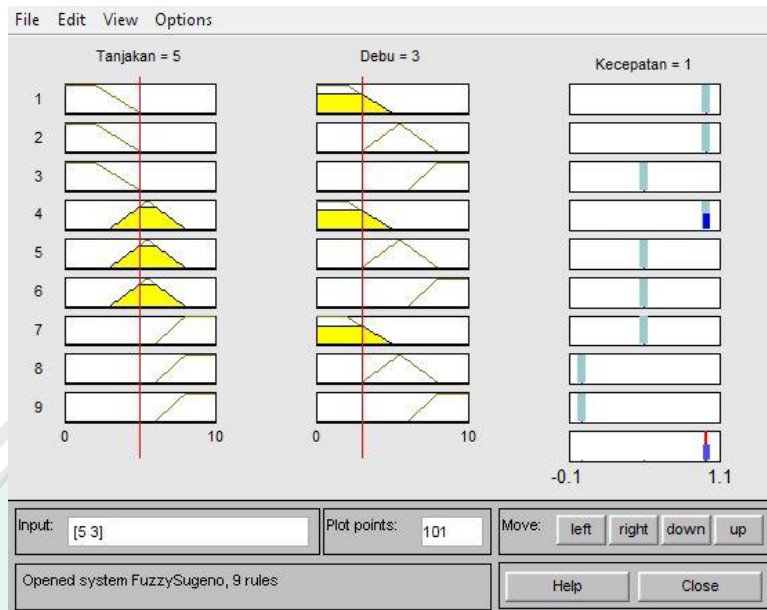 File Edit View Options
Tanjakan = 5
Debu = 3
Kecepatan = 1
1
2
3
4
5
6
7
8
9
0 10
0 10
-0.1 1.1
Input: [5 3]
Plot points: 101
Move: left right down up
Opened system FuzzySugeno, 9 rules
Help Close